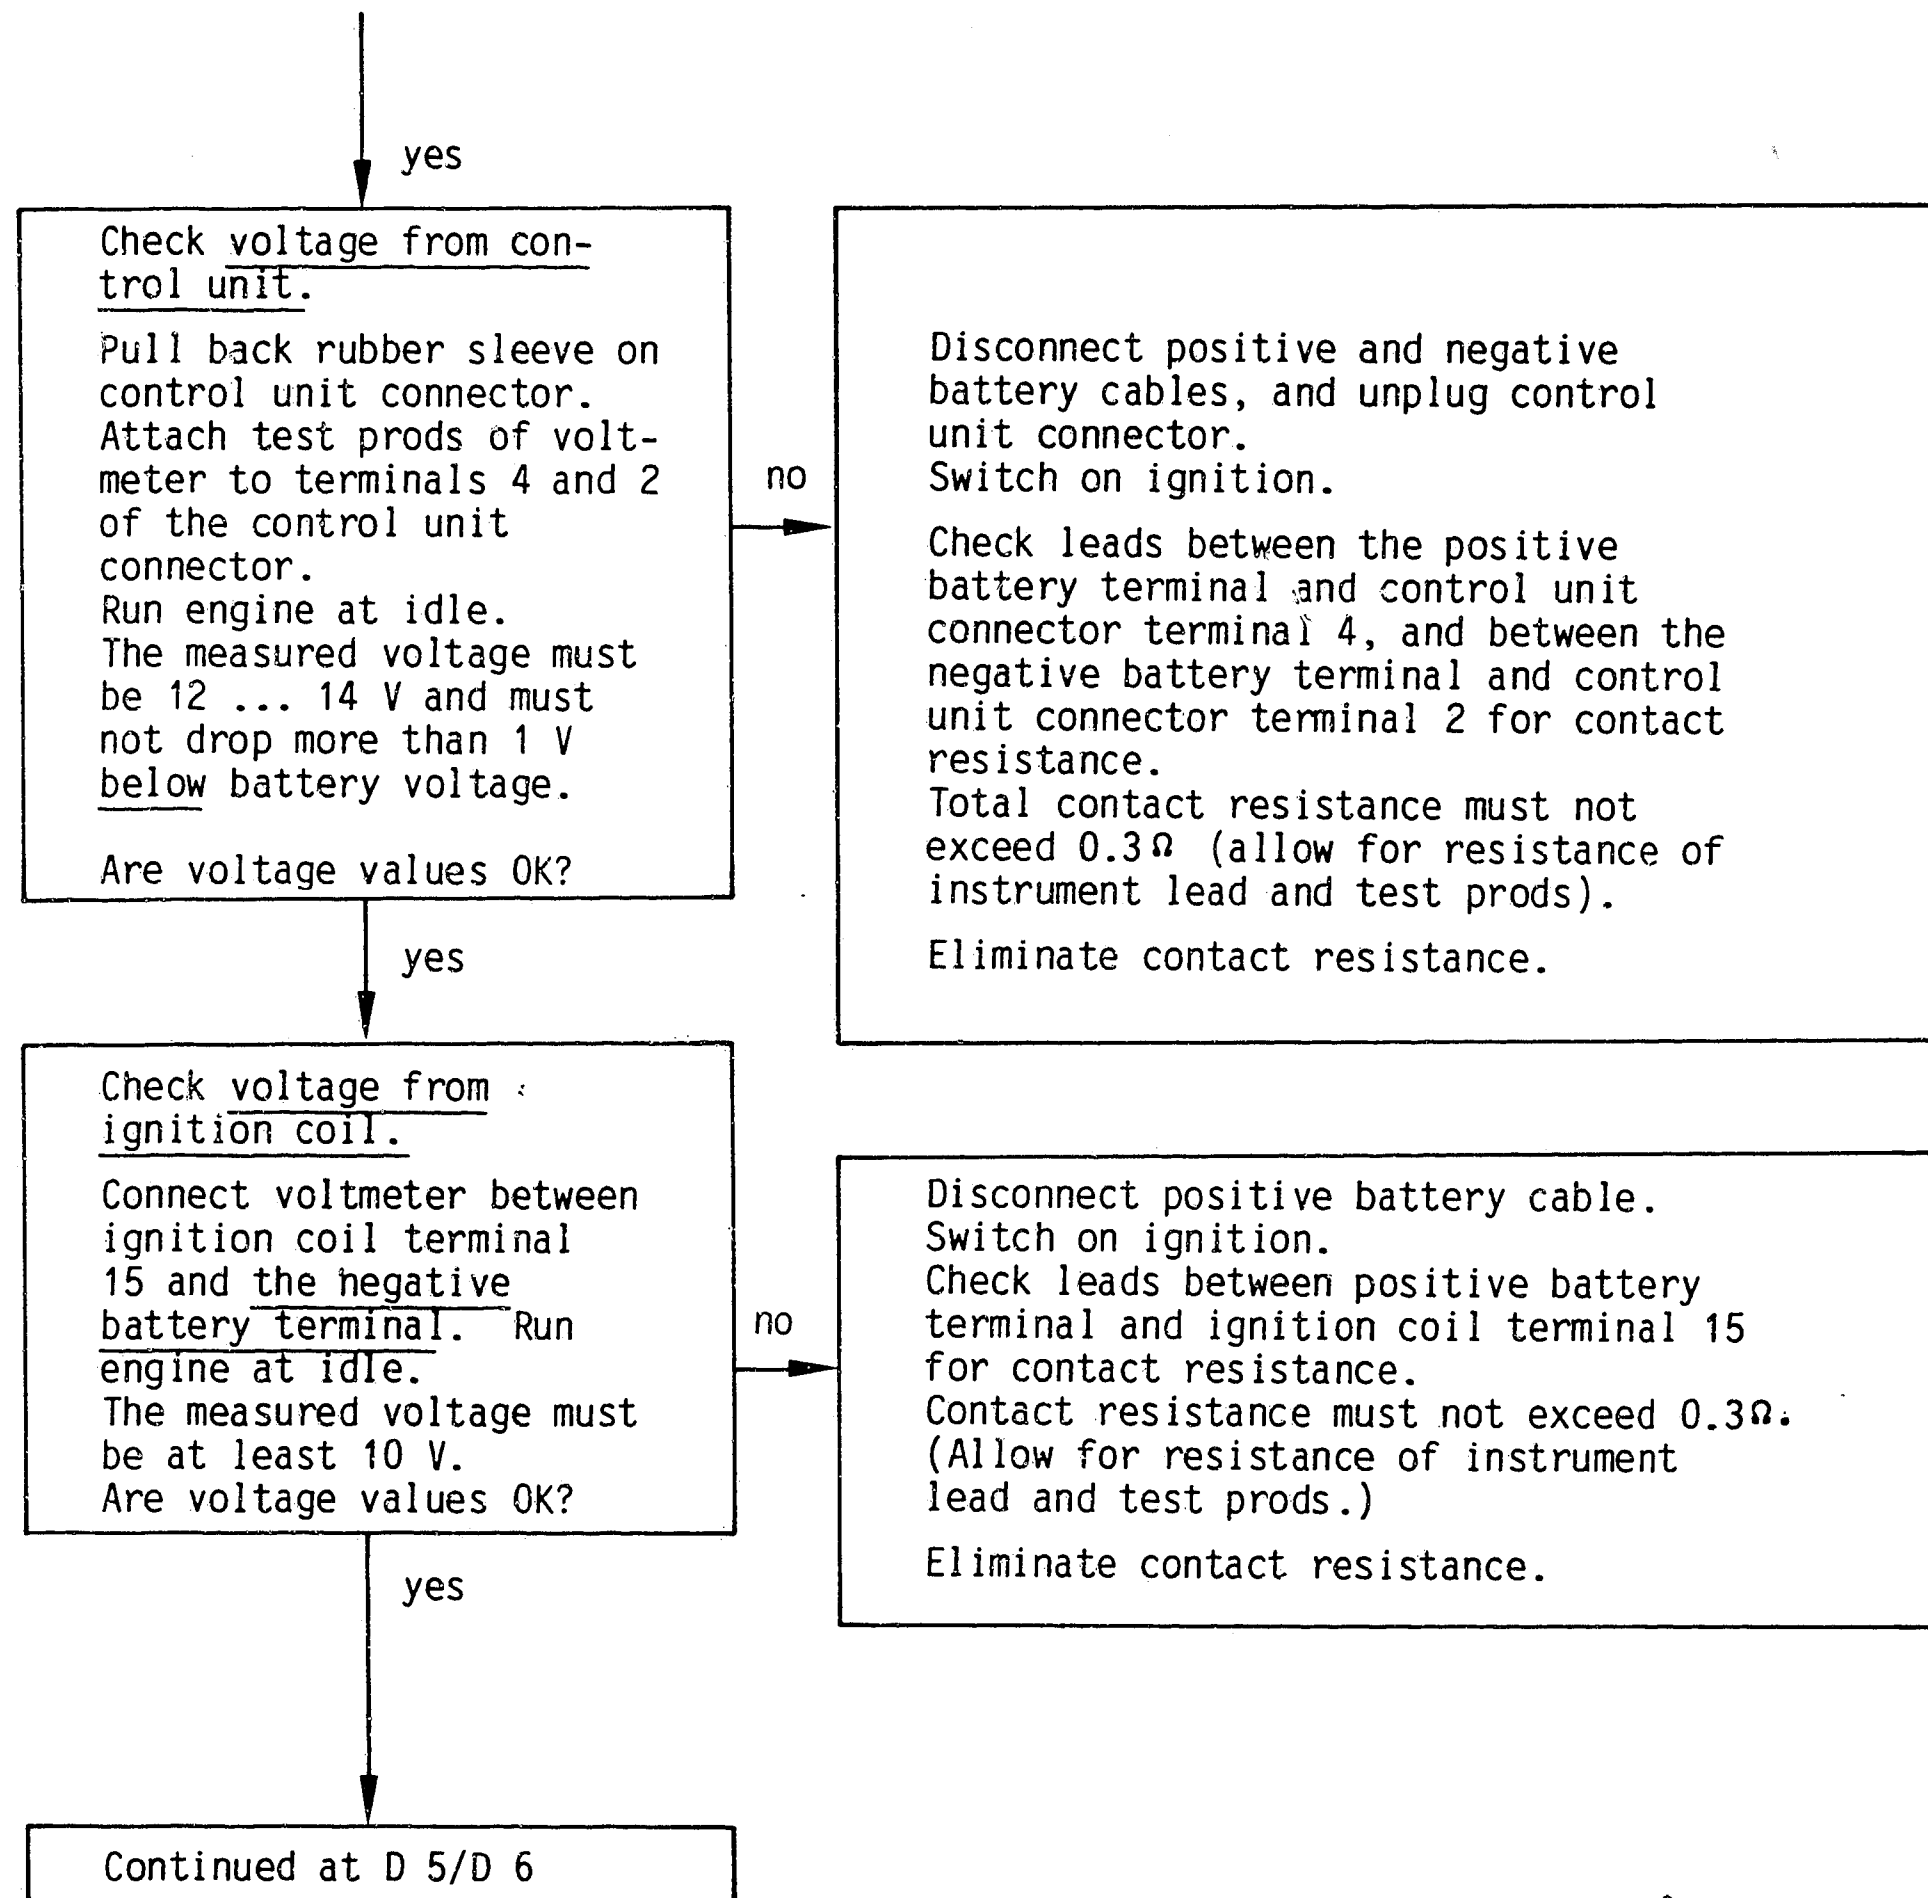 yes
Check voltage from con-
trol unit.
Pull back rubber sleeve on
control unit connector.
Attach test prods of volt-
meter to terminals 4 and 2
of the control unit
connector.
Run engine at idle.
The measured voltage must
be 12 ... 14 V and must
not drop more than 1 V
below battery voltage.
Are voltage values OK?
no
Disconnect positive and negative
battery cables, and unplug control
unit connector.
Switch on ignition.
Check leads between the positive
battery terminal and control unit
connector terminal 4, and between the
negative battery terminal and control
unit connector terminal 2 for contact
resistance.
Total contact resistance must not
exceed 0.3Ω (allow for resistance of
instrument lead and test prods).
Eliminate contact resistance.
yes
Check voltage from
ignition coil.
Connect voltmeter between
ignition coil terminal
15 and the negative
battery terminal. Run
engine at idle.
The measured voltage must
be at least 10 V.
Are voltage values OK?
no
Disconnect positive battery cable.
Switch on ignition.
Check leads between positive battery
terminal and ignition coil terminal 15
for contact resistance.
Contact resistance must not exceed 0.3Ω.
(Allow for resistance of instrument
lead and test prods.)
Eliminate contact resistance.
yes
Continued at D 5/D 6